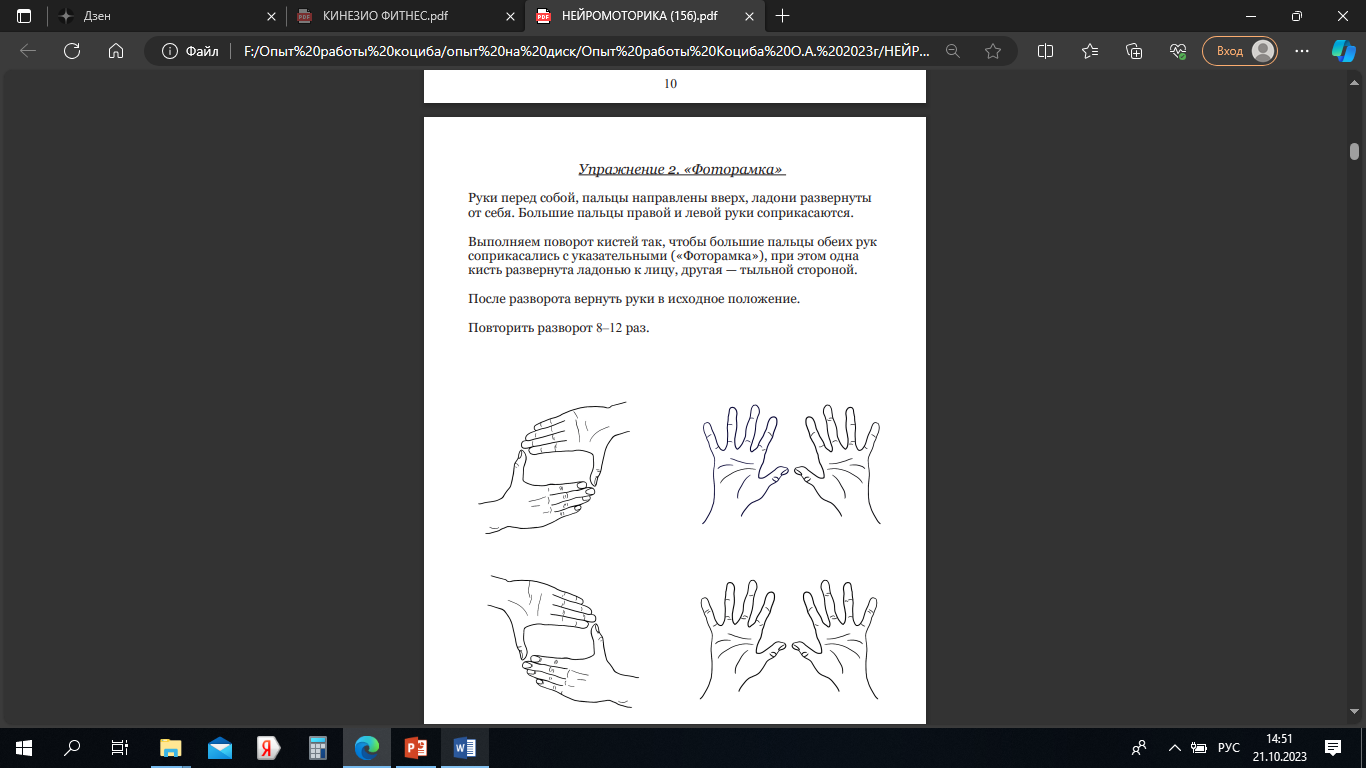 Дзен
КИНЕЗИО ФИТНЕС.pdf
НЕЙРОМОТОРИКА (156).pdf
Файл
F:/Опыт%20работы%20коциба/опыт%20на%20диск/Опыт%20работы%20Коциба%20О.А.%202023г/НЕЙР...
Вход
10
Упражнение 2. «Фоторамка»
Руки перед собой, пальцы направлены вверх, ладони развернуты
от себя. Большие пальцы правой и левой руки соприкасаются.
Выполняем поворот кистей так, чтобы большие пальцы обеих рук
соприкасались с указательными («Фоторамка»), при этом одна
кисть развернута ладонью к лицу, другая — тыльной стороной.
После разворота вернуть руки в исходное положение.
Повторить разворот 8–12 раз.
РУС
14:51
21.10.2023